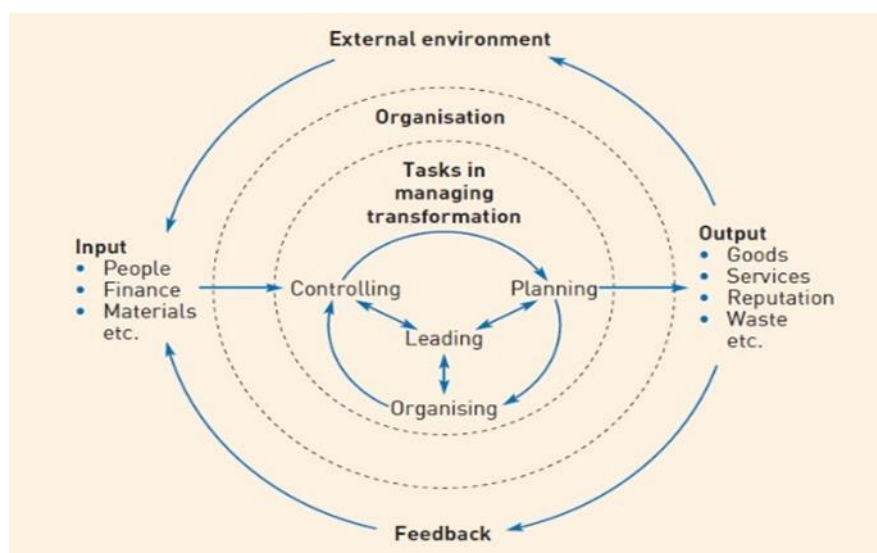 External environment
Organisation
Tasks in
managing
transformation
Input
• People
• Finance
• Materials
etc.
Controlling
Planning
Leading
Organising
Output
• Goods
• Services
• Reputation
• Waste
etc.
Feedback